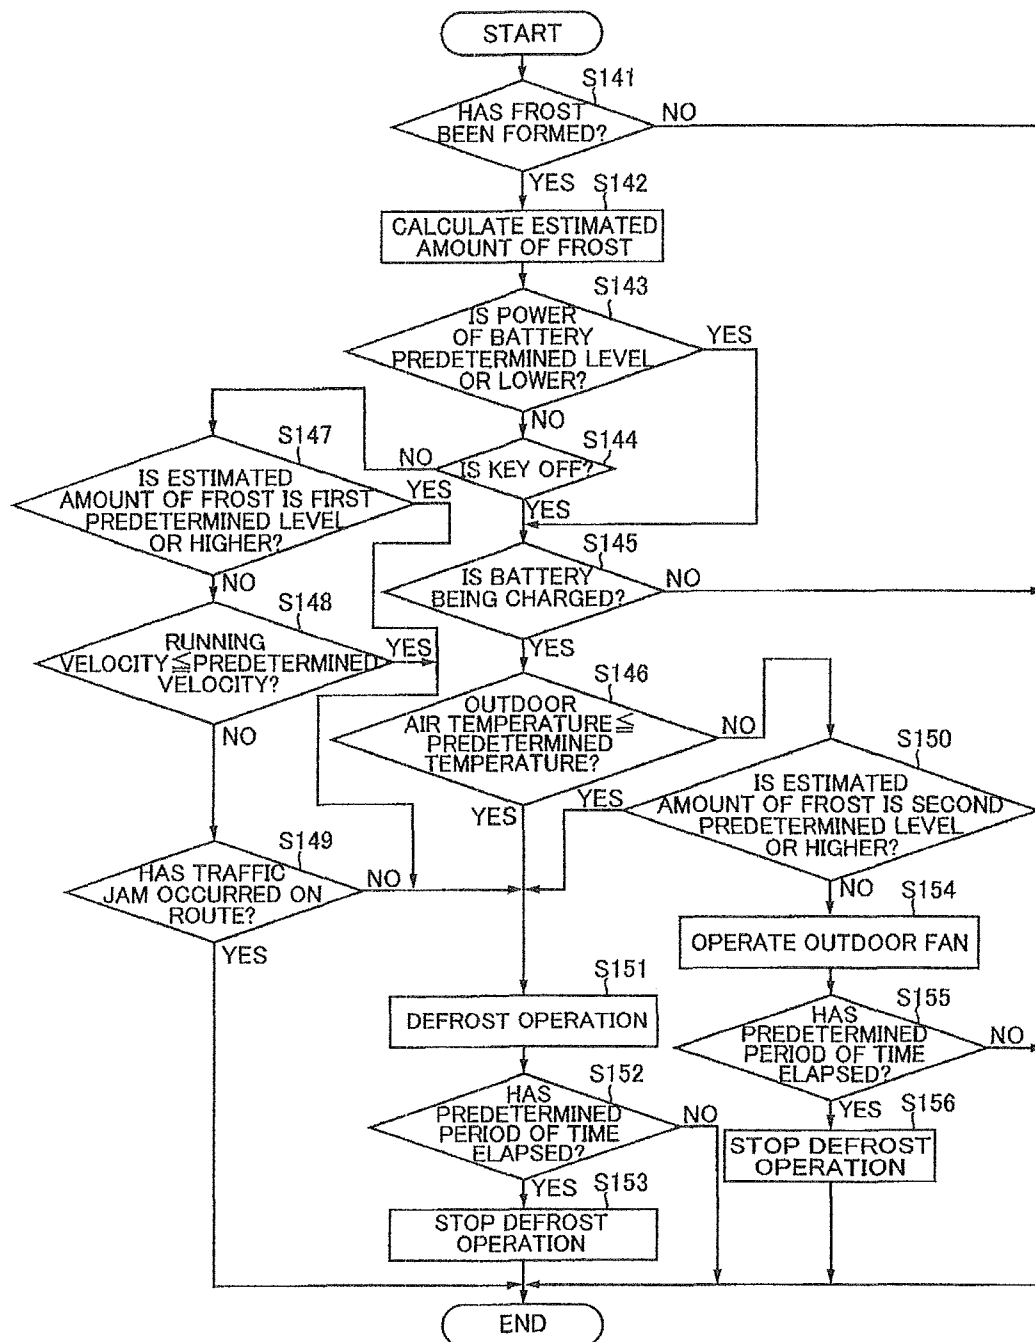 START
S141
HAS FROST
BEEN FORMED?
NO
YES
S142
CALCULATE ESTIMATED
AMOUNT OF FROST
S143
IS POWER
OF BATTERY
PREDETERMINED LEVEL
OR LOWER?
YES
NO
S144
IS KEY OFF?
NO
YES
S147
IS ESTIMATED
AMOUNT OF FROST IS FIRST
PREDETERMINED LEVEL
OR HIGHER?
YES
NO
S145
IS BATTERY
BEING CHARGED?
NO
YES
S148
RUNNING
VELOCITY≦PREDETERMINED
VELOCITY?
YES
NO
S146
OUTDOOR
AIR TEMPERATURE≦
PREDETERMINED
TEMPERATURE?
NO
YES
S150
IS ESTIMATED
AMOUNT OF FROST IS SECOND
PREDETERMINED LEVEL
OR HIGHER?
YES
NO
S149
HAS TRAFFIC
JAM OCCURRED ON
ROUTE?
NO
YES
S154
OPERATE OUTDOOR FAN
S151
DEFROST OPERATION
S155
HAS
PREDETERMINED
PERIOD OF TIME
ELAPSED?
NO
YES
S152
HAS
PREDETERMINED
PERIOD OF TIME
ELAPSED?
NO
YES
S156
STOP DEFROST
OPERATION
S153
STOP DEFROST
OPERATION
END